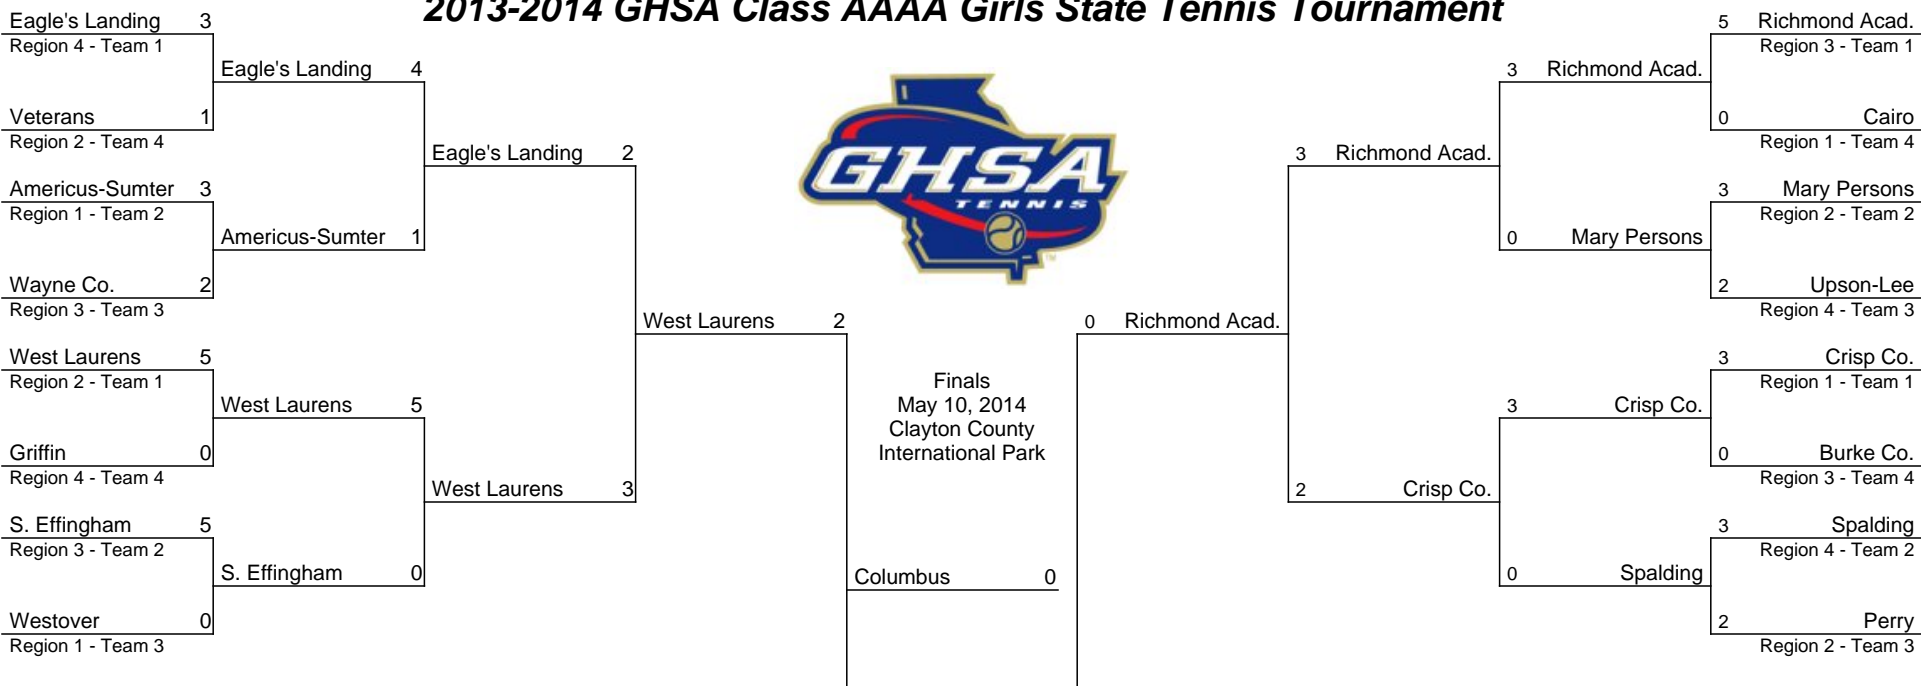 2013-2014 GHSA Class AAAA Girls State Tennis Tournament
Eagle's Landing 3
Region 4 - Team 1
Eagle's Landing 4
Veterans 1
Region 2 - Team 4
Eagle's Landing 2
Americus-Sumter 3
Region 1 - Team 2
Americus-Sumter 1
Wayne Co. 2
Region 3 - Team 3
West Laurens 2
West Laurens 5
Region 2 - Team 1
West Laurens 5
Griffin 0
Region 4 - Team 4
West Laurens 3
S. Effingham 5
Region 3 - Team 2
S. Effingham 0
Westover 0
Region 1 - Team 3
GHSA
TENNIS
TM
Finals
May 10, 2014
Clayton County
International Park
Columbus 0
5 Richmond Acad.
Region 3 - Team 1
3 Richmond Acad.
0 Cairo
Region 1 - Team 4
3 Richmond Acad.
3 Mary Persons
Region 2 - Team 2
0 Mary Persons
2 Upson-Lee
Region 4 - Team 3
0 Richmond Acad.
3 Crisp Co.
Region 1 - Team 1
3 Crisp Co.
0 Burke Co.
Region 3 - Team 4
2 Crisp Co.
3 Spalding
Region 4 - Team 2
0 Spalding
2 Perry
Region 2 - Team 3